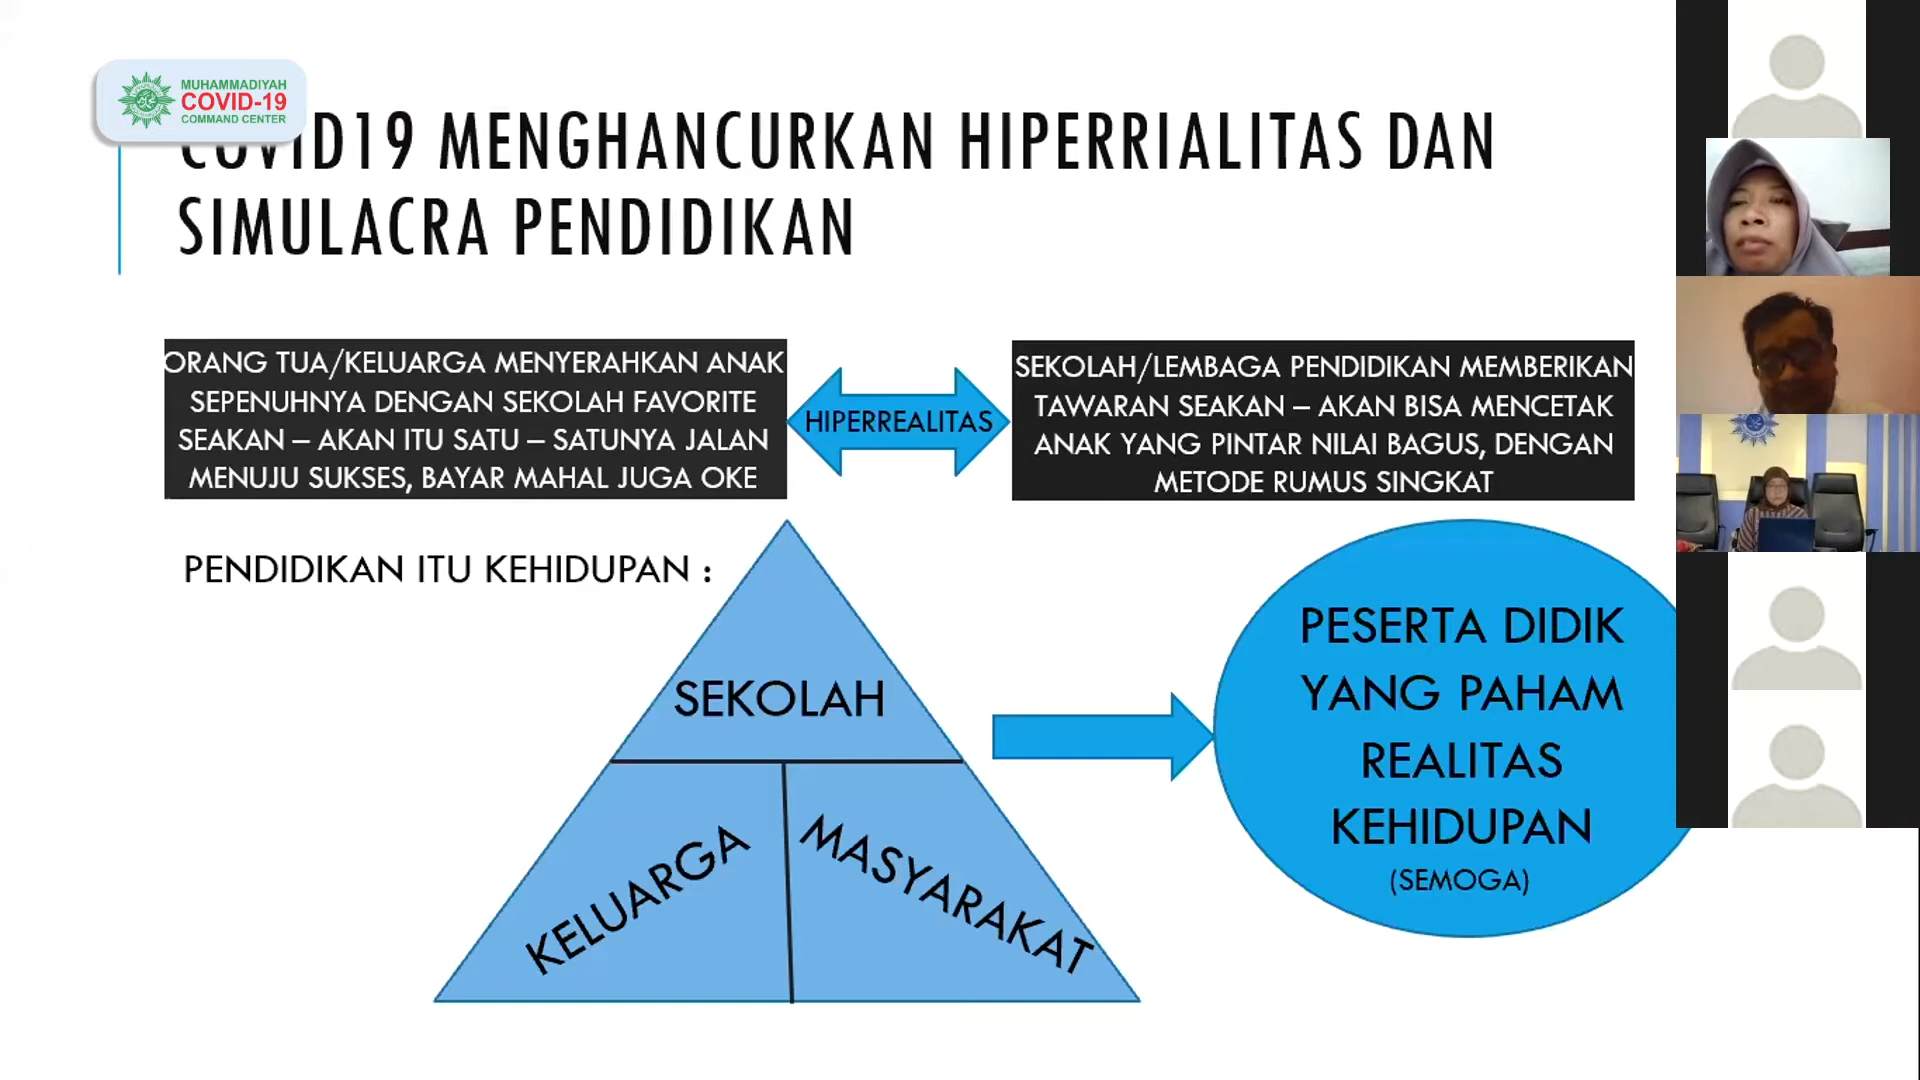 MUHAMMADIYAH
COVID-19
COMMAND CENTER
COVID19 MENGHANCURKAN HIPERRIALITAS DAN
SIMULACRA PENDIDIKAN
ORANG TUA/KELUARGA MENYERAHKAN ANAK
SEPENUHNYA DENGAN SEKOLAH FAVORITE
SEAKAN – AKAN ITU SATU – SATUNYA JALAN
MENUJU SUKSES, BAYAR MAHAL JUGA OKE
HIPERREALITAS
SEKOLAH/LEMBAGA PENDIDIKAN MEMBERIKAN
TAWARAN SEAKAN – AKAN BISA MENCETAK
ANAK YANG PINTAR NILAI BAGUS, DENGAN
METODE RUMUS SINGKAT
PENDIDIKAN ITU KEHIDUPAN :
SEKOLAH
KELUARGA
MASYARAKAT
PESERTA DIDIK
YANG PAHAM
REALITAS
KEHIDUPAN
(SEMOGA)